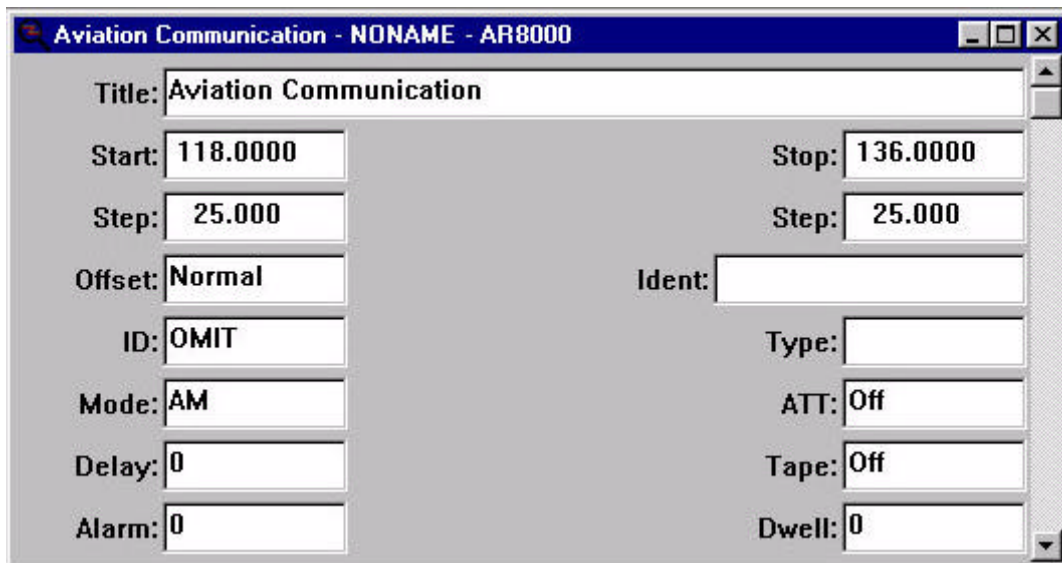 Aviation Communication - NONAME - AR8000
Title: Aviation Communication
Start: 118.0000 Stop: 136.0000
Step: 25.000 Step: 25.000
Offset: Normal Ident:
ID: OMIT Type:
Mode: AM ATT: Off
Delay: 0 Tape: Off
Alarm: 0 Dwell: 0